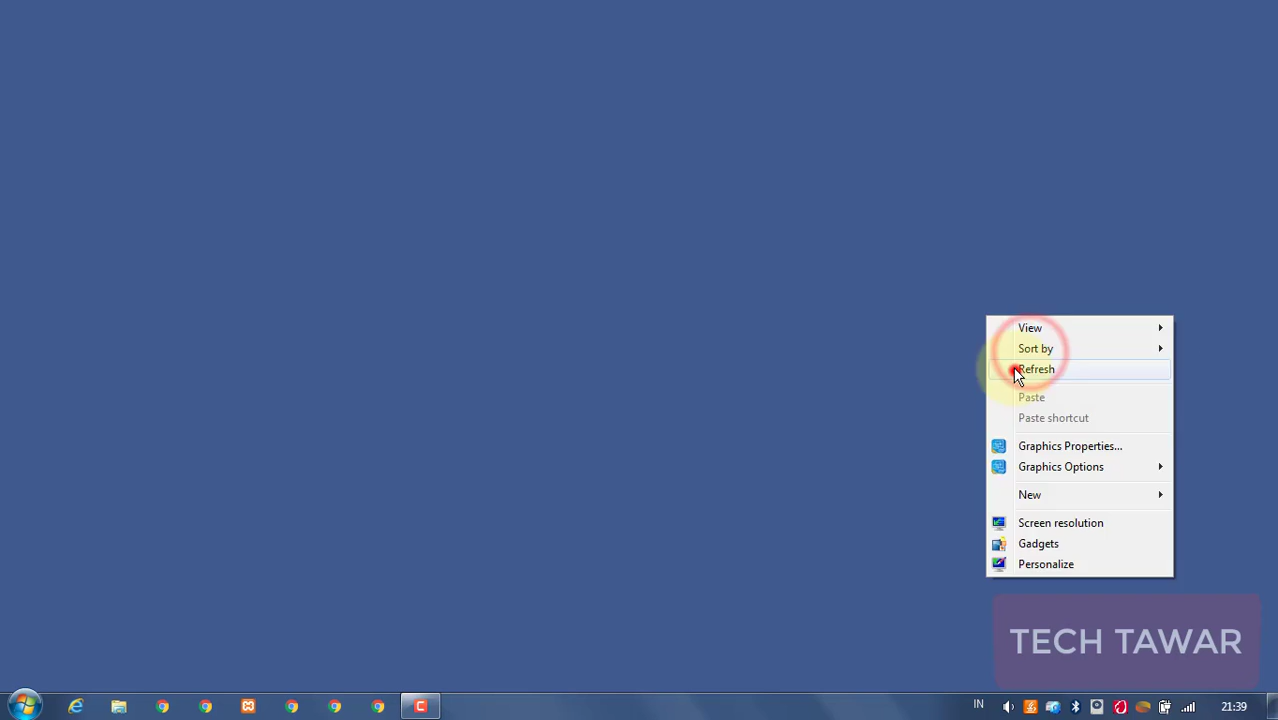 View
Sort by
Refresh
Paste
Paste shortcut
Graphics Properties...
Graphics Options
New
Screen resolution
Gadgets
Personalize
TECH TAWAR
IN
21:39